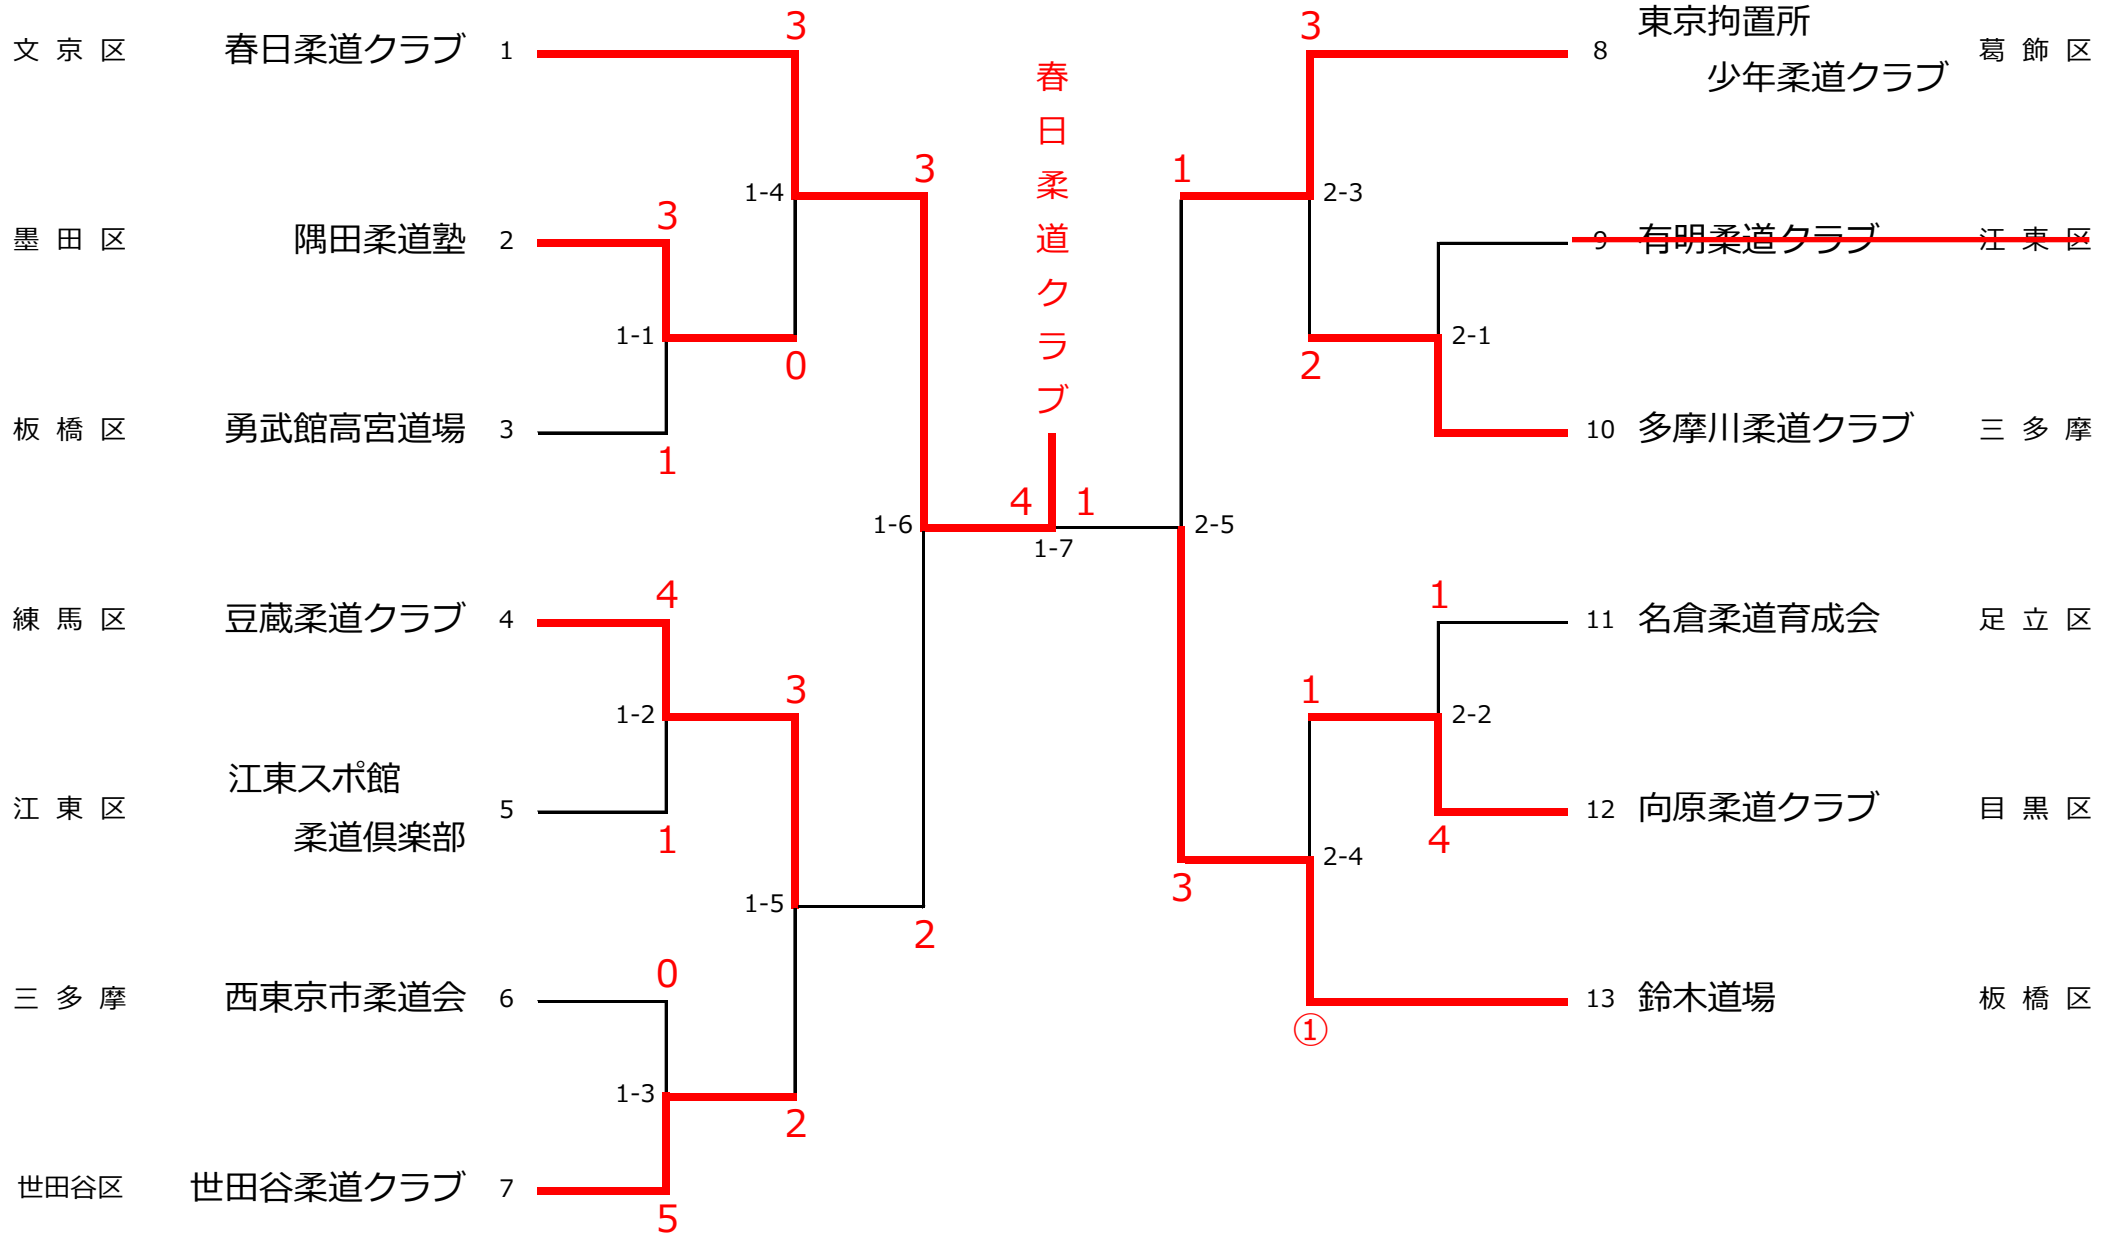 文京区 春日柔道クラブ 1
墨田区 隅田柔道塾 2
板橋区 勇武館高宮道場 3
練馬区 豆蔵柔道クラブ 4
江東区 江東スポ館
柔道倶楽部 5
三多摩 西東京市柔道会 6
世田谷区 世田谷柔道クラブ 7
3
1-4
3
3
1-1
0
1
4
1-2
3
1
1-5
0
1-3
2
5
1-6
2
春日柔道クラブ
4
1
1-7
3
1
2-3
2
2-1
2-5
1
1
2-2
4
2-4
3
①
8 東京拘置所
少年柔道クラブ 葛飾区
9 有明柔道クラブ 江東区
10 多摩川柔道クラブ 三多摩
11 名倉柔道育成会 足立区
12 向原柔道クラブ 目黒区
13 鈴木道場 板橋区